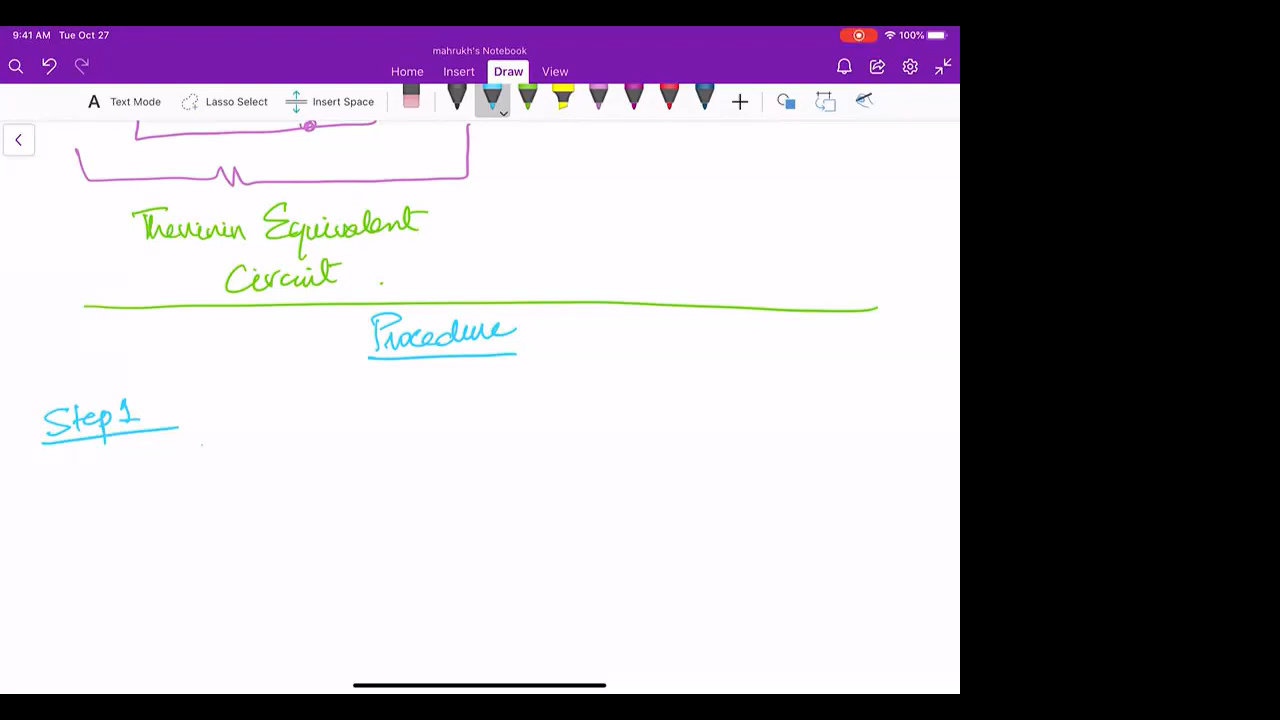 9:41 AM Tue Oct 27 100%
mahrukh's Notebook
Home Insert Draw View
A Text Mode Lasso Select Insert Space
Thevinin Equivalent
Circuit .
Procedure
Step 1